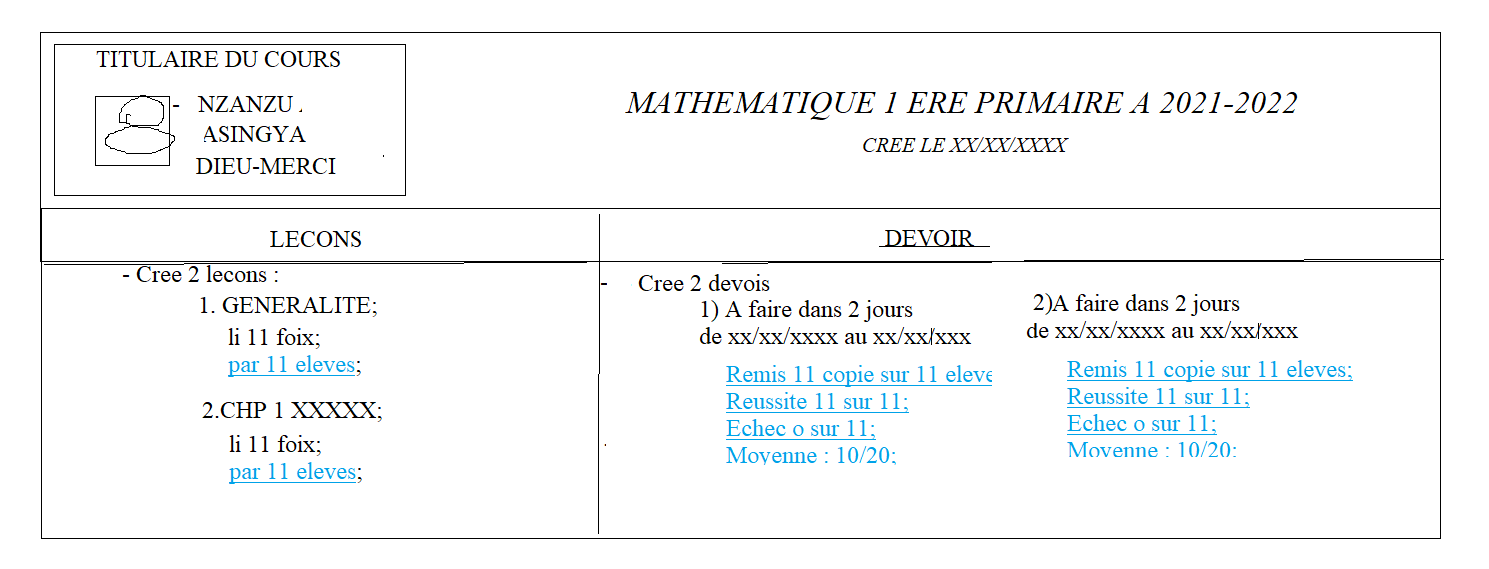 TITULAIRE DU COURS
- NZANZU
ASINGYA
DIEU-MERCI
MATHEMATIQUE 1 ERE PRIMAIRE A 2021-2022
CREE LE XX/XX/XXXX
LECONS
- Cree 2 lecons :
1. GENERALITE;
li 11 foix;
par 11 eleves;
2.CHP 1 XXXXX;
li 11 foix;
par 11 eleves;
DEVOIR
- Cree 2 devois
1) A faire dans 2 jours
de xx/xx/xxxx au xx/xx/xxx
Remis 11 copie sur 11 eleve
Reussite 11 sur 11;
Echec o sur 11;
Moyenne : 10/20;
2)A faire dans 2 jours
de xx/xx/xxxx au xx/xx/xxx
Remis 11 copie sur 11 eleves;
Reussite 11 sur 11;
Echec o sur 11;
Moyenne : 10/20;